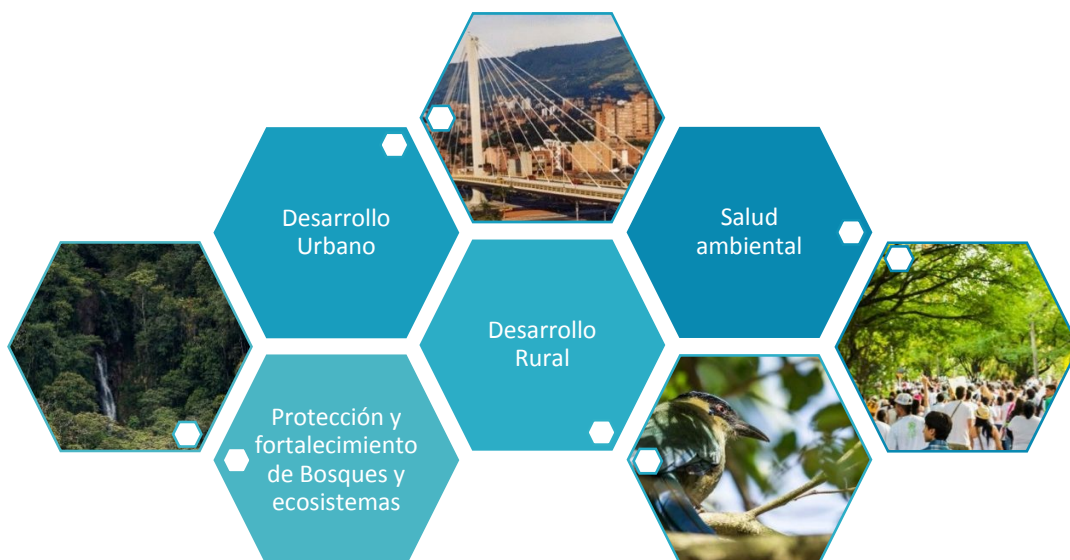 Desarrollo
Urbano
Salud
ambiental
Desarrollo
Rural
Protección y
fortalecimiento
de Bosques y
ecosistemas